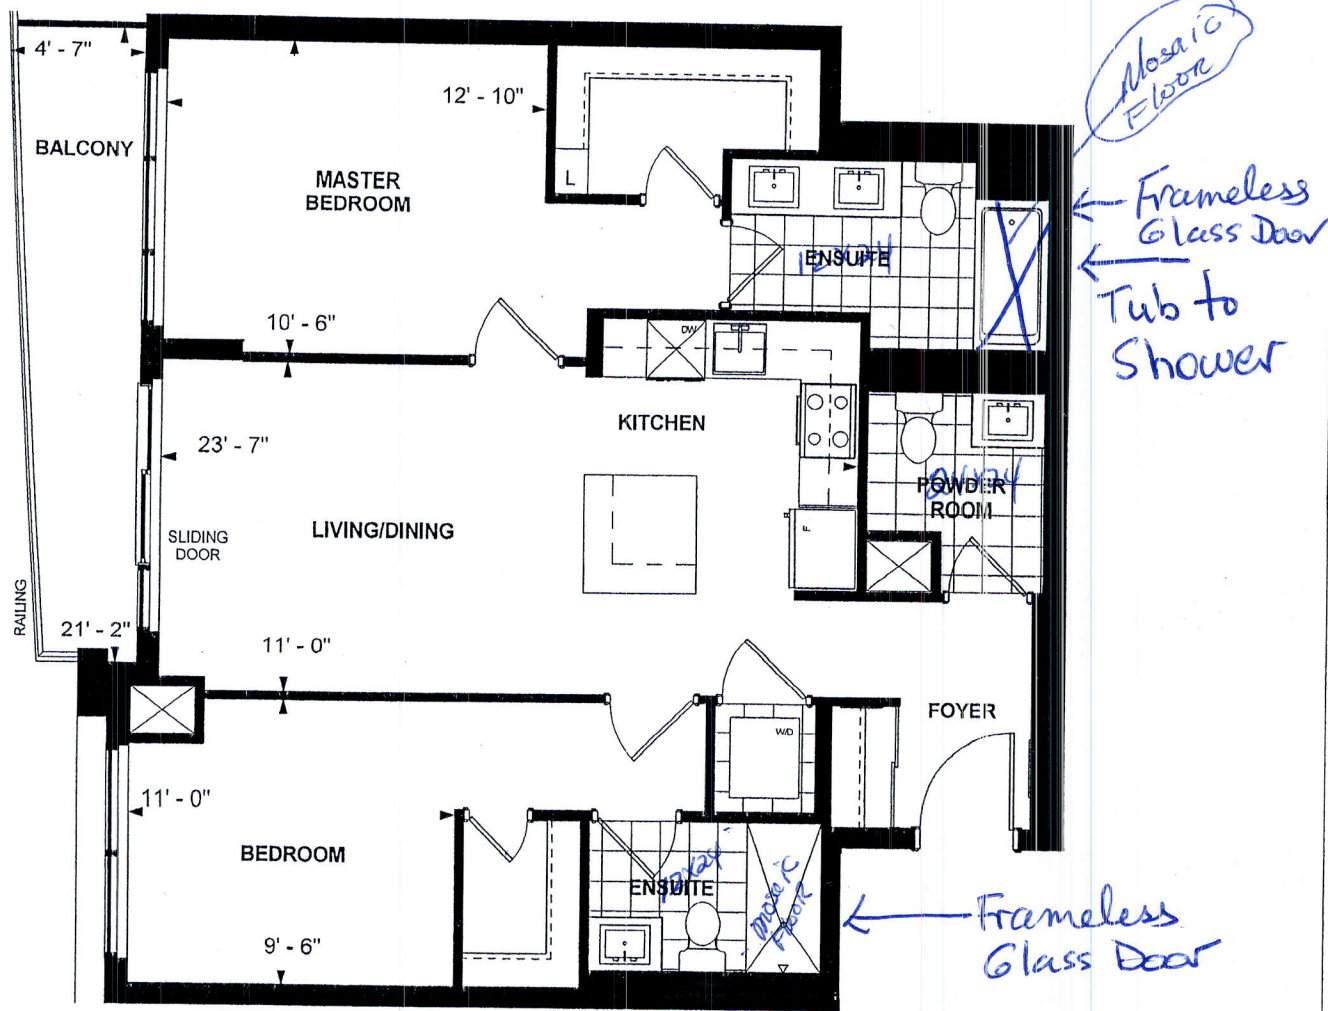 4' - 7"
BALCONY
12' - 10"
MASTER
BEDROOM
L
Mosaic
Floor
Frameless
Glass Door
Tub to
Shower
ENSUITE
12x24
10' - 6"
DW
KITCHEN
23' - 7"
SLIDING
DOOR
LIVING/DINING
F
POWDER
ROOM
24x24
RAILING
21' - 2"
11' - 0"
W/D
FOYER
11' - 0"
BEDROOM
ENSUITE
12x24
mosaic
Floor
Frameless
Glass Door
9' - 6"